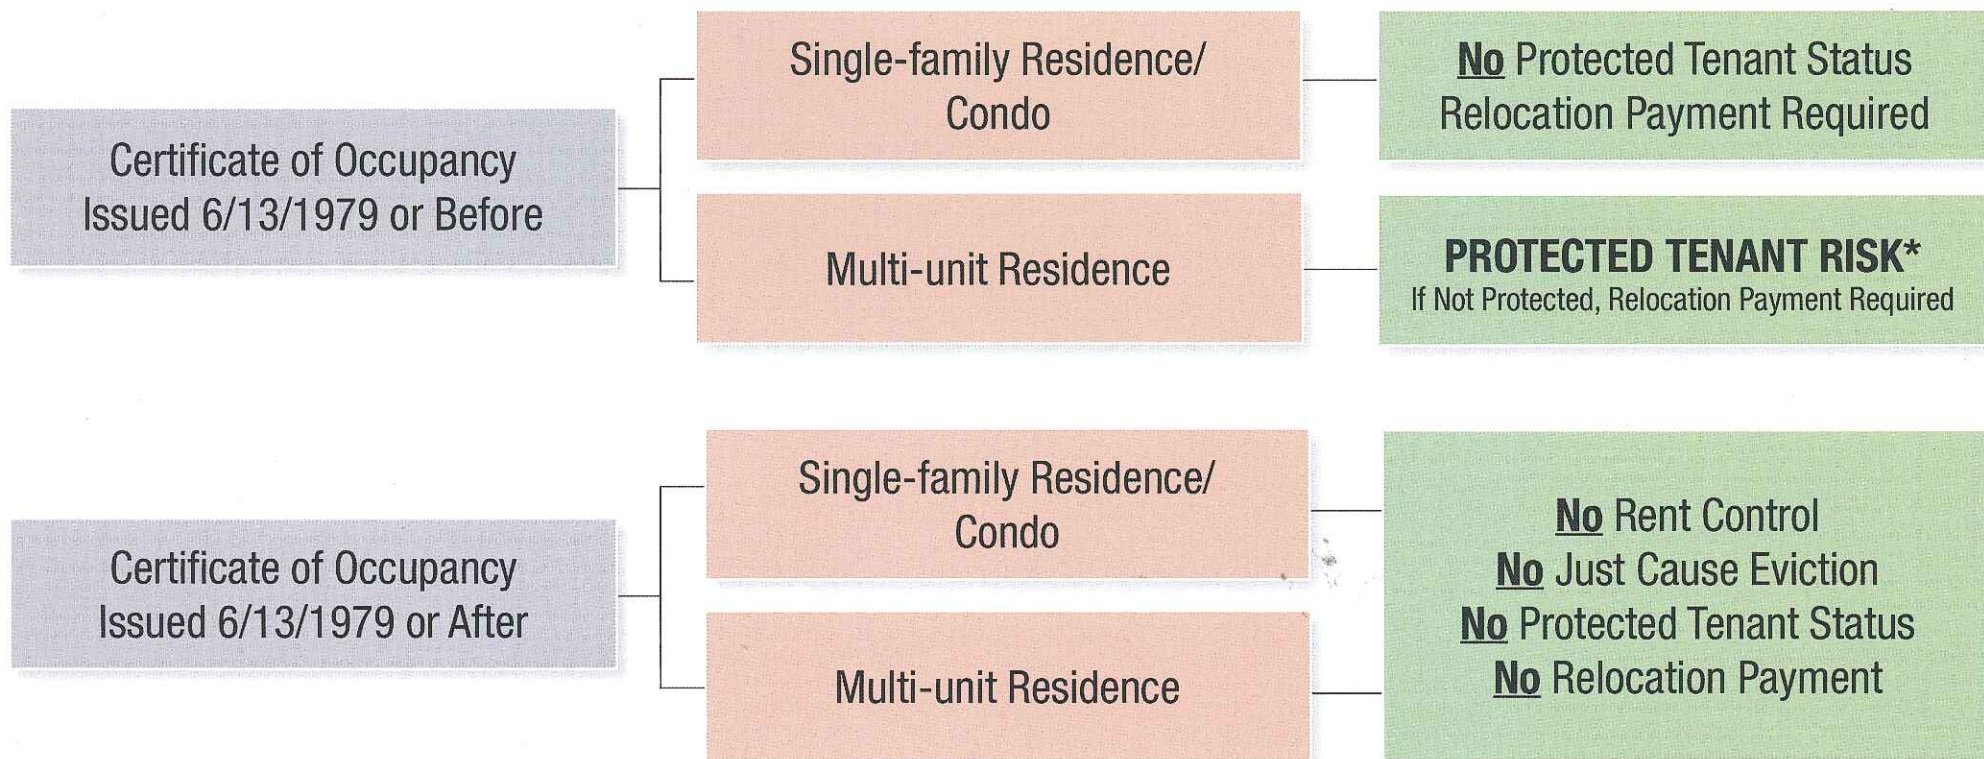 Certificate of Occupancy
Issued 6/13/1979 or Before
Single-family Residence/
Condo
No Protected Tenant Status
Relocation Payment Required
Multi-unit Residence
PROTECTED TENANT RISK*
If Not Protected, Relocation Payment Required
Certificate of Occupancy
Issued 6/13/1979 or After
Single-family Residence/
Condo
Multi-unit Residence
No Rent Control
No Just Cause Eviction
No Protected Tenant Status
No Relocation Payment